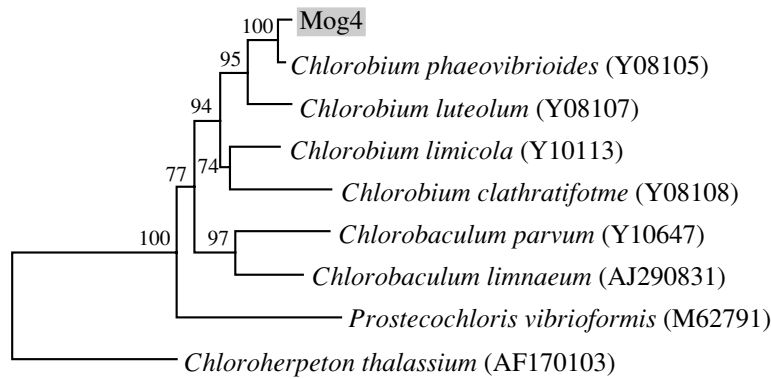 100 Mog4
95 Chlorobium phaeovibrioides (Y08105)
94 Chlorobium luteolum (Y08107)
Chlorobium limicola (Y10113)
77 74 Chlorobium clathratifotme (Y08108)
100 97 Chlorobaculum parvum (Y10647)
Chlorobaculum limnaeum (AJ290831)
Prostecochloris vibrioformis (M62791)
Chloroherpeton thalassium (AF170103)